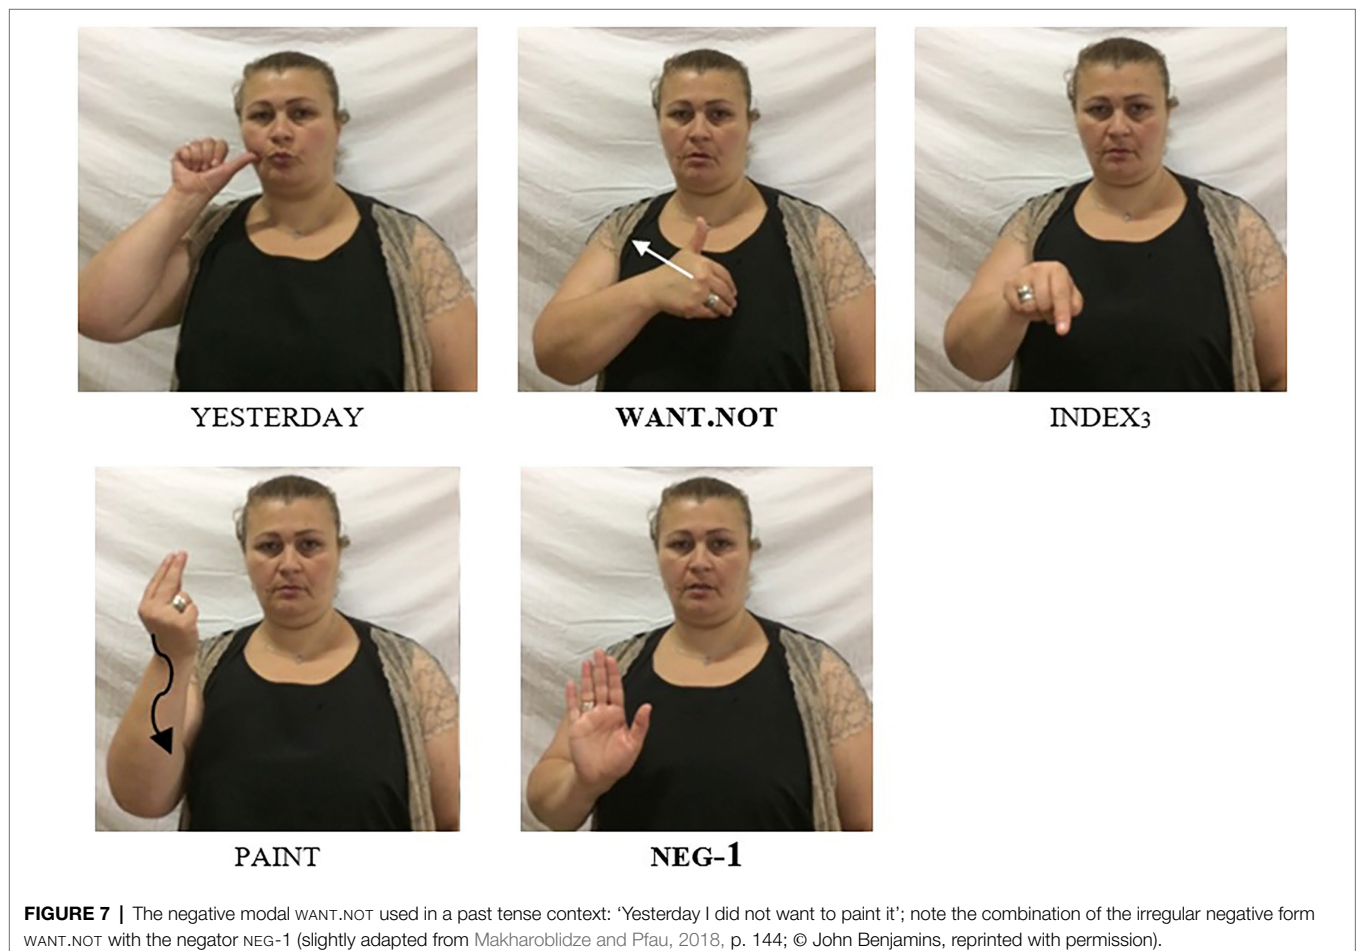 YESTERDAY WANT.NOT INDEX3
PAINT NEG-1
FIGURE 7 | The negative modal WANT.NOT used in a past tense context: ‘Yesterday I did not want to paint it’; note the combination of the irregular negative form
WANT.NOT with the negator NEG-1 (slightly adapted from Makharoblidze and Pfau, 2018, p. 144; © John Benjamins, reprinted with permission).